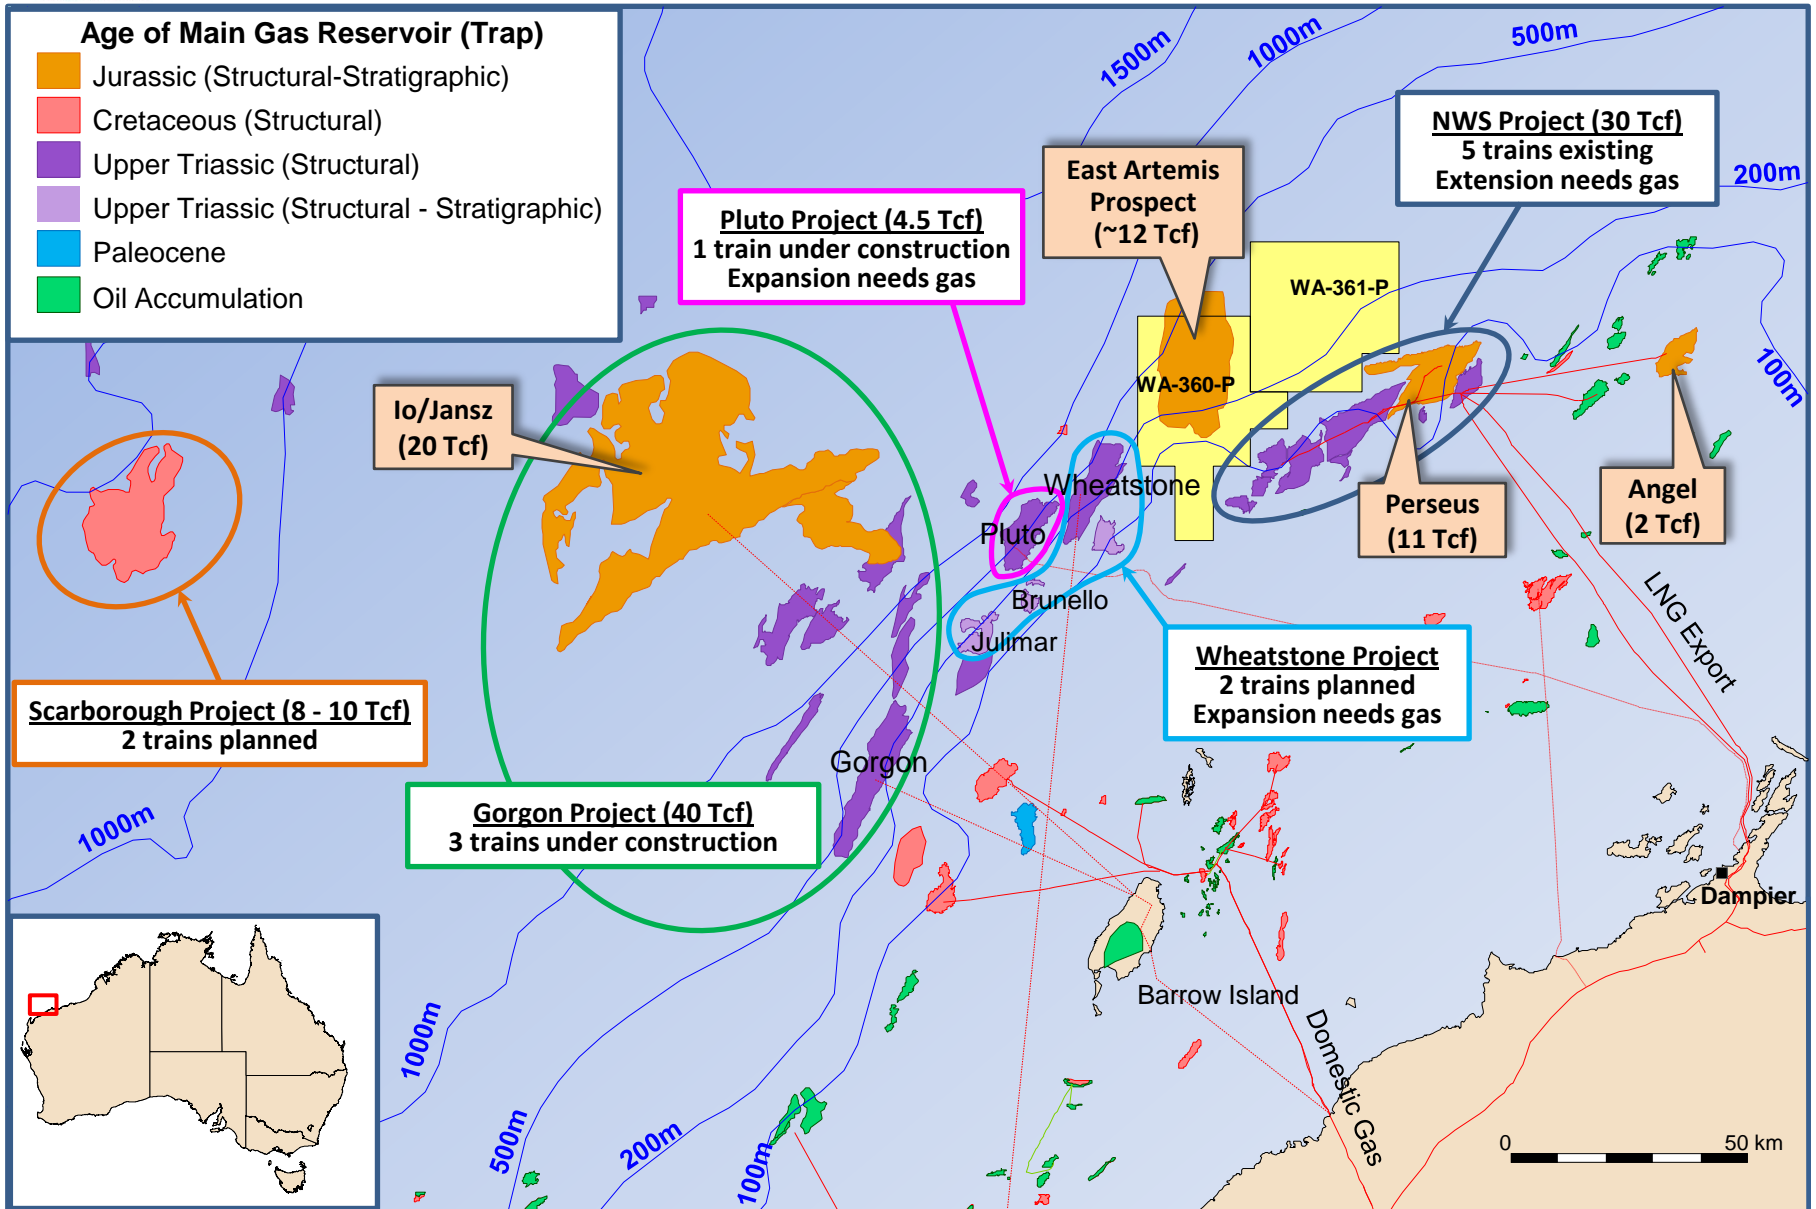 Age of Main Gas Reservoir (Trap)
Jurassic (Structural-Stratigraphic)
Cretaceous (Structural)
Upper Triassic (Structural)
Upper Triassic (Structural - Stratigraphic)
Paleocene
Oil Accumulation
1500m
1000m
500m
200m
100m
NWS Project (30 Tcf)
5 trains existing
Extension needs gas
East Artemis
Prospect
(~12 Tcf)
Pluto Project (4.5 Tcf)
1 train under construction
Expansion needs gas
WA-361-P
WA-360-P
Io/Jansz
(20 Tcf)
Wheatstone
Pluto
Perseus
(11 Tcf)
Angel
(2 Tcf)
Brunello
Julimar
LNG Export
Scarborough Project (8 - 10 Tcf)
2 trains planned
Wheatstone Project
2 trains planned
Expansion needs gas
Gorgon
Gorgon Project (40 Tcf)
3 trains under construction
1000m
Dampier
Barrow Island
Domestic Gas
1000m
500m
200m
100m
0 50 km